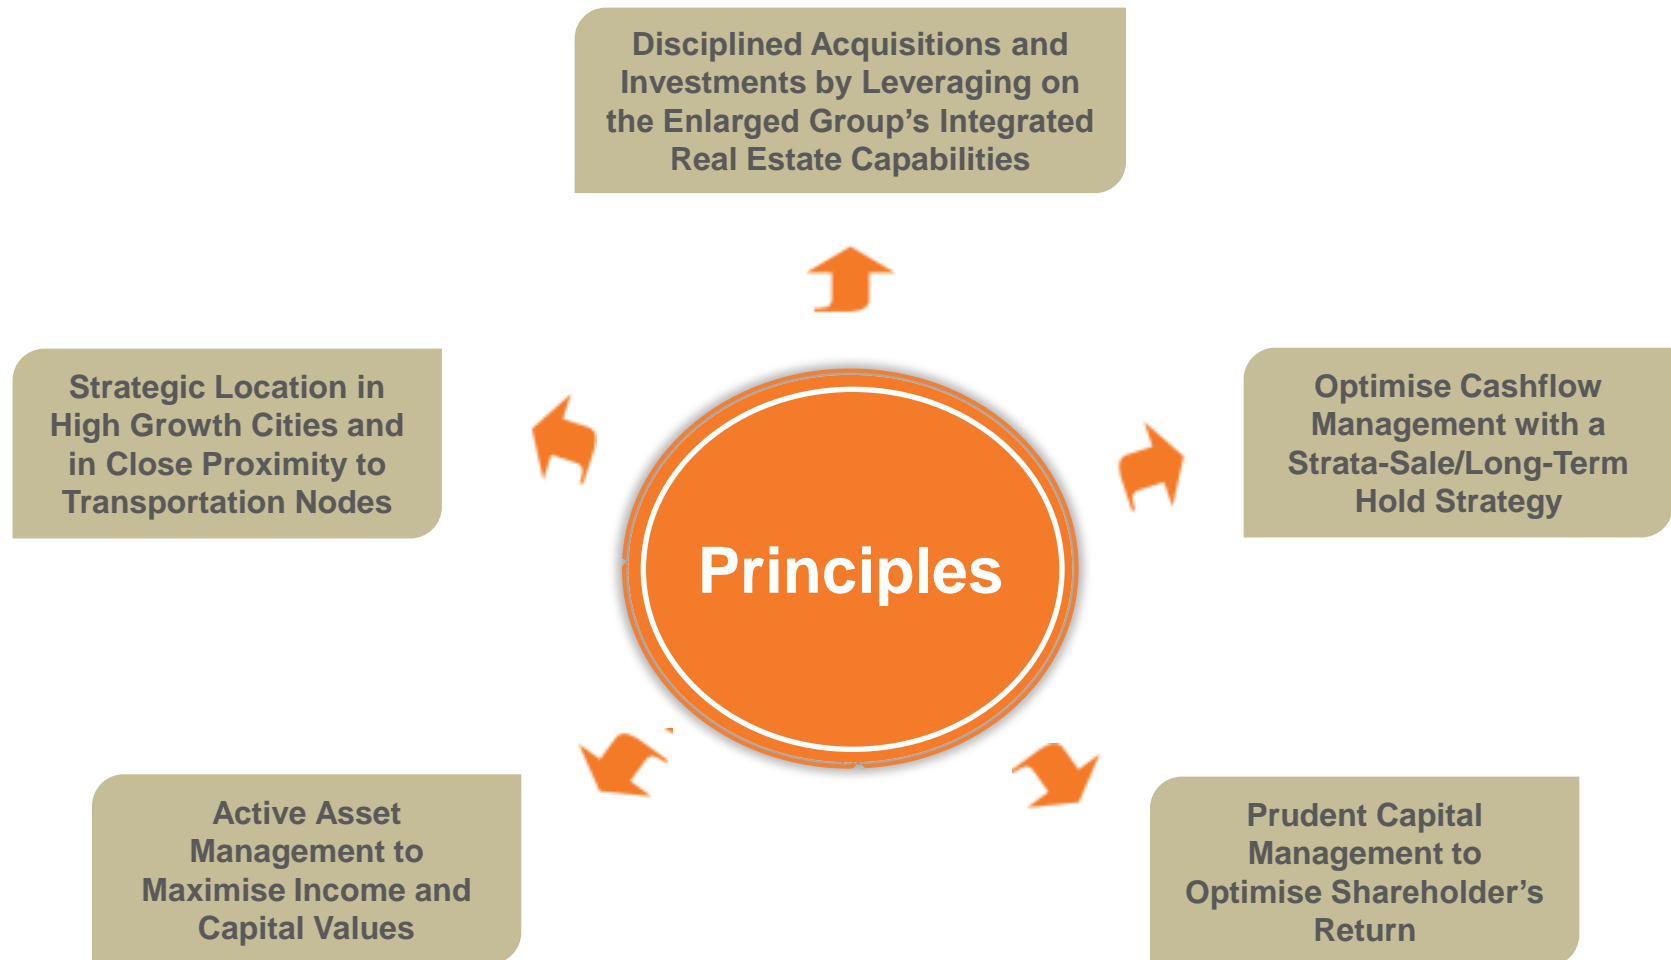 Disciplined Acquisitions and
Investments by Leveraging on
the Enlarged Group’s Integrated
Real Estate Capabilities
Strategic Location in
High Growth Cities and
in Close Proximity to
Transportation Nodes
Optimise Cashflow
Management with a
Strata-Sale/Long-Term
Hold Strategy
Principles
Active Asset
Management to
Maximise Income and
Capital Values
Prudent Capital
Management to
Optimise Shareholder’s
Return